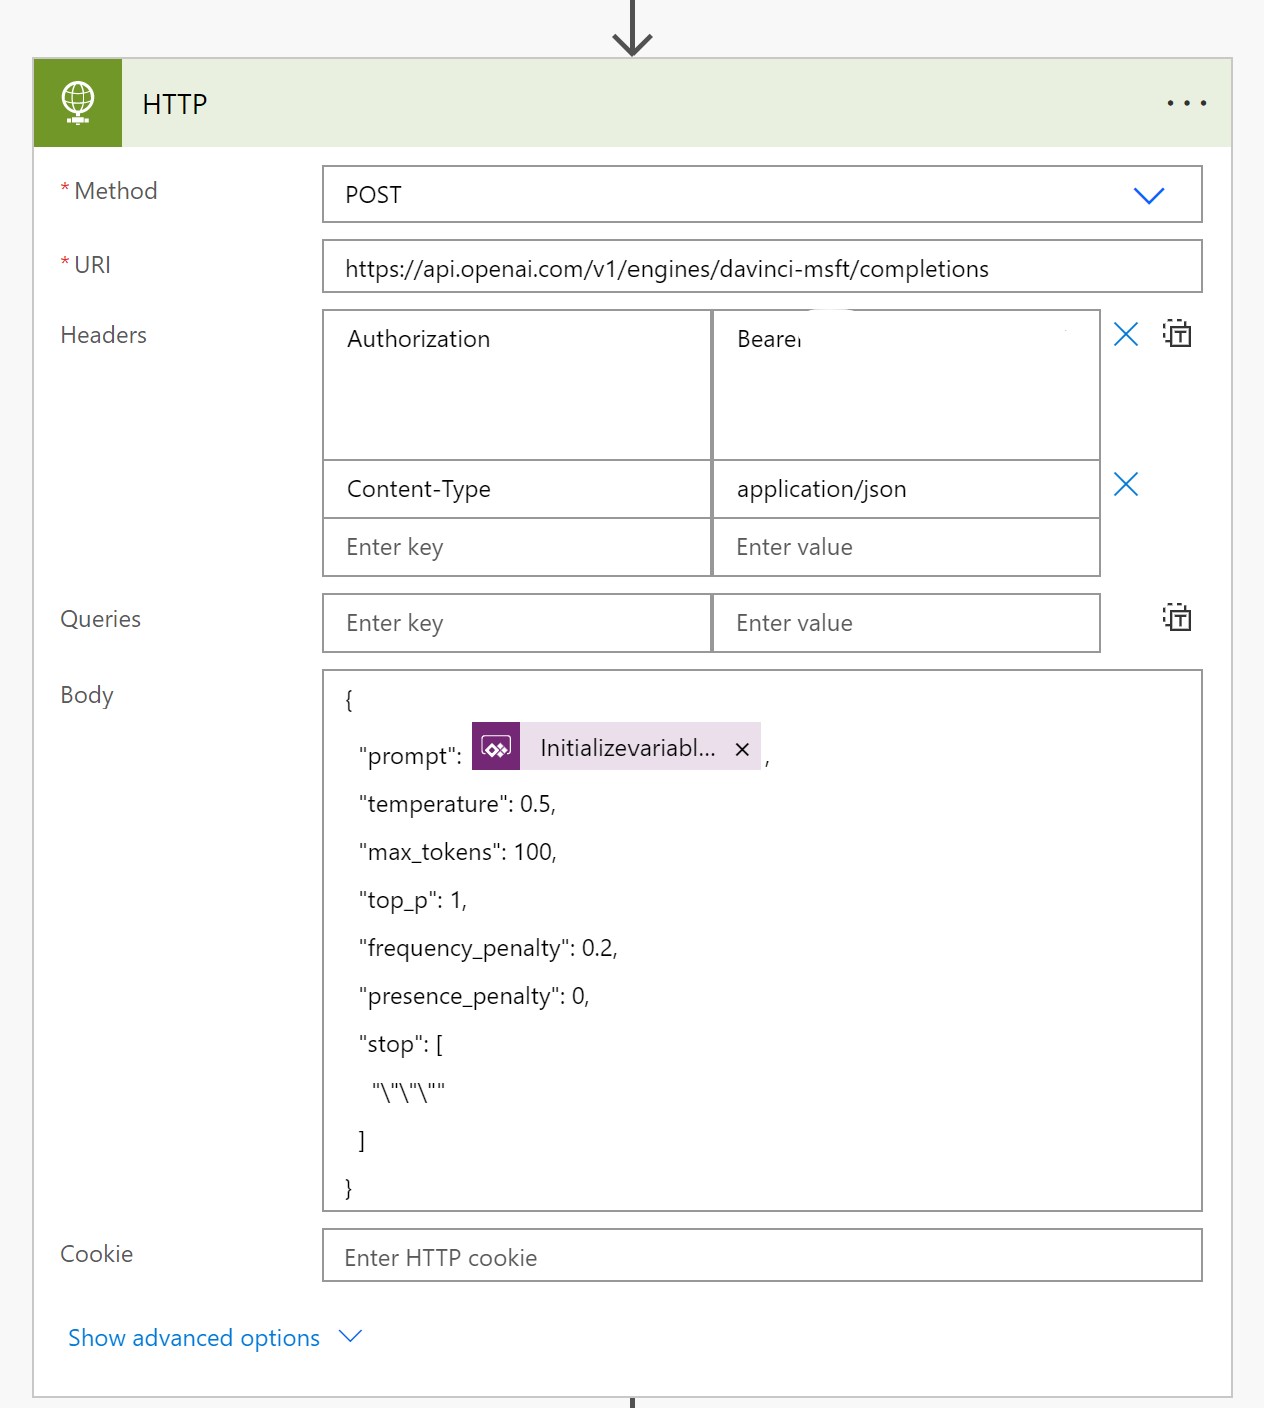 HTTP
* Method
POST
* URI
https://api.openai.com/v1/engines/davinci-msft/completions
Headers
Authorization
Bearer
Content-Type
application/json
Enter key
Enter value
Queries
Enter key
Enter value
Body
{
"prompt": Initializevariabl... × ,
"temperature": 0.5,
"max_tokens": 100,
"top_p": 1,
"frequency_penalty": 0.2,
"presence_penalty": 0,
"stop": [
"\"\"\""
]
}
Cookie
Enter HTTP cookie
Show advanced options